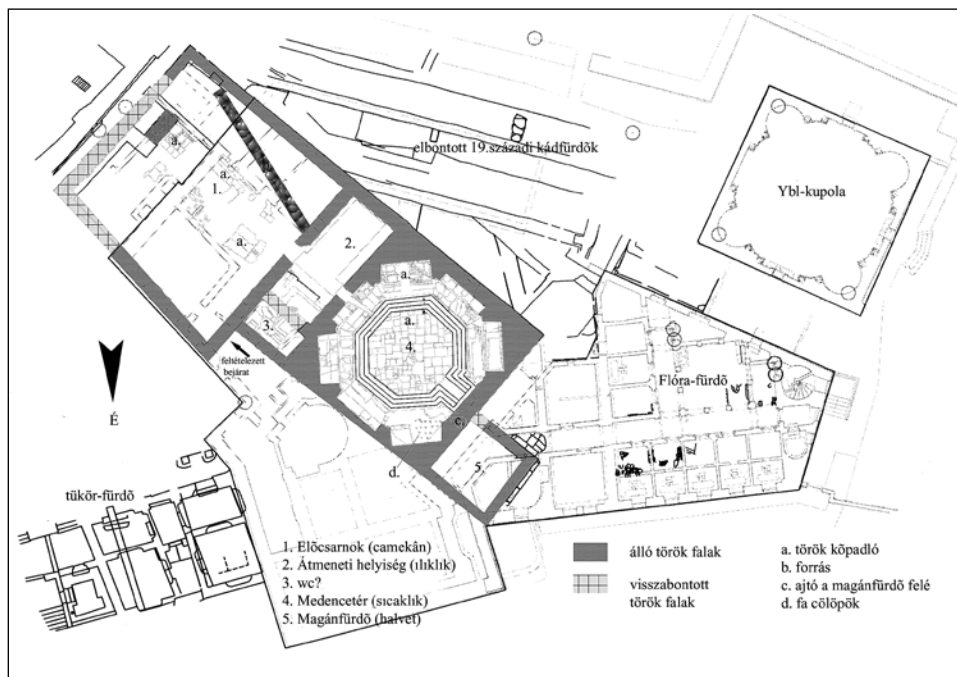 elbontott 19.századi kádfürdõk
Ybl-kupola
a.
a.
1.
a.
2.
3.
a.
a.
4.
feltételezett
bejárat
É
Flóra-fürdõ
c.
d.
5.
tükör-fürdõ
1. Elõcsarnok (camekân)
2. Átmeneti helyiség (ılıklık)
3. wc?
4. Medencetér (sıcaklık)
5. Magánfürdõ (halvet)
álló török falak
visszabontott
török falak
a. török kõpadló
b. forrás
c. ajtó a magánfürdõ felé
d. fa cölöpök